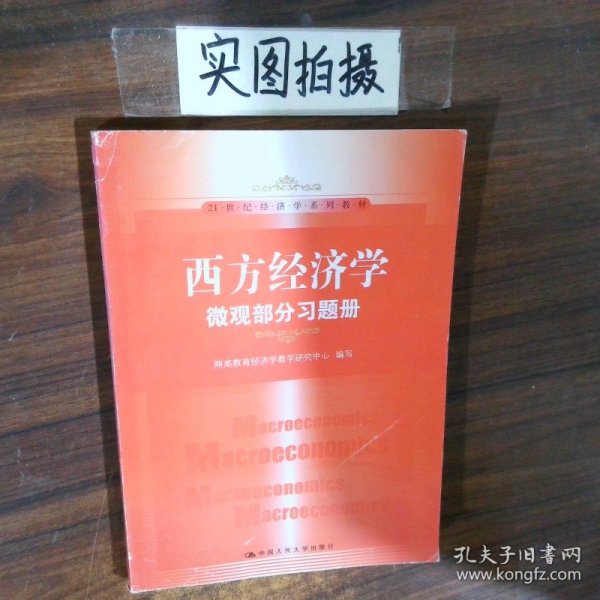 实图拍摄
21·世·纪·经·济·学·系·列·教·材
西方经济学
微观部分习题册
翔高教育经济学教学研究中心 编写
Macroeconomics
Macroeconomics
Macroeconomics
Macroeconomics
中国人民大学出版社
孔夫子旧书网
www.kongfz.com